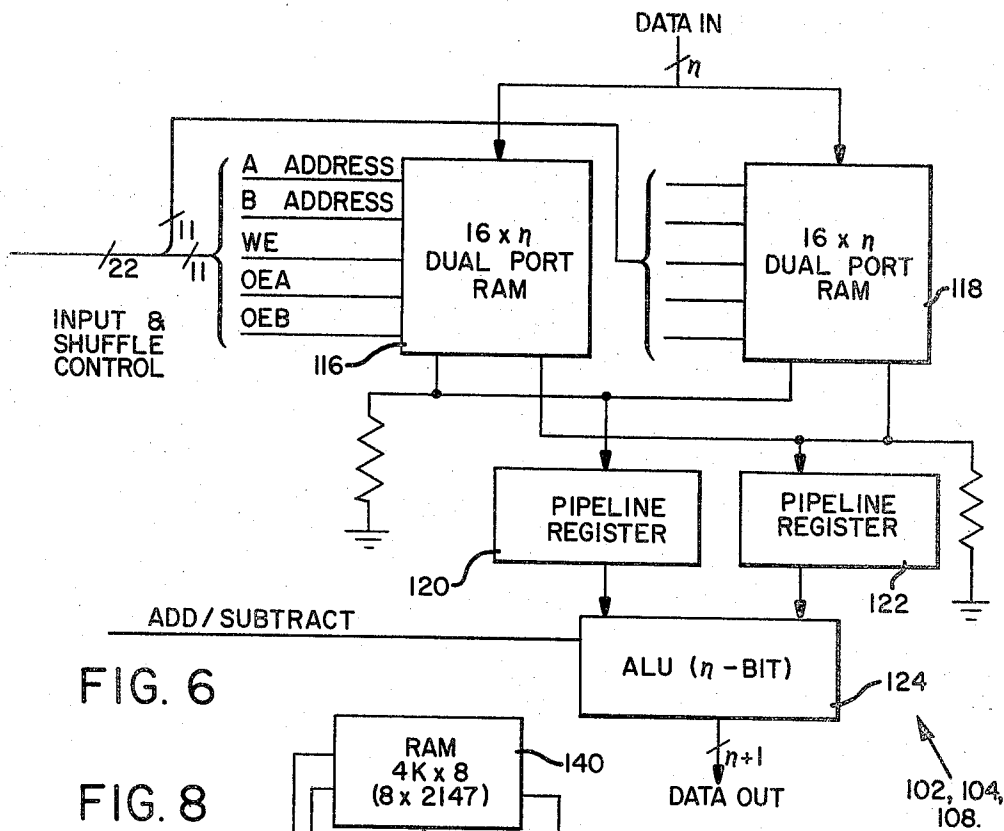 DATA IN
η
A ADDRESS
B ADDRESS
WE
OEA
OEB
11
22
11
INPUT &
SHUFFLE
CONTROL
16 x η
DUAL PORT
RAM
116
16 x η
DUAL PORT
RAM
118
PIPELINE
REGISTER
120
PIPELINE
REGISTER
122
ADD/SUBTRACT
ALU (η-BIT)
124
η+1
DATA OUT
102, 104,
108.
FIG. 6
RAM
4K x 8
(8 x 2147)
140
FIG. 8